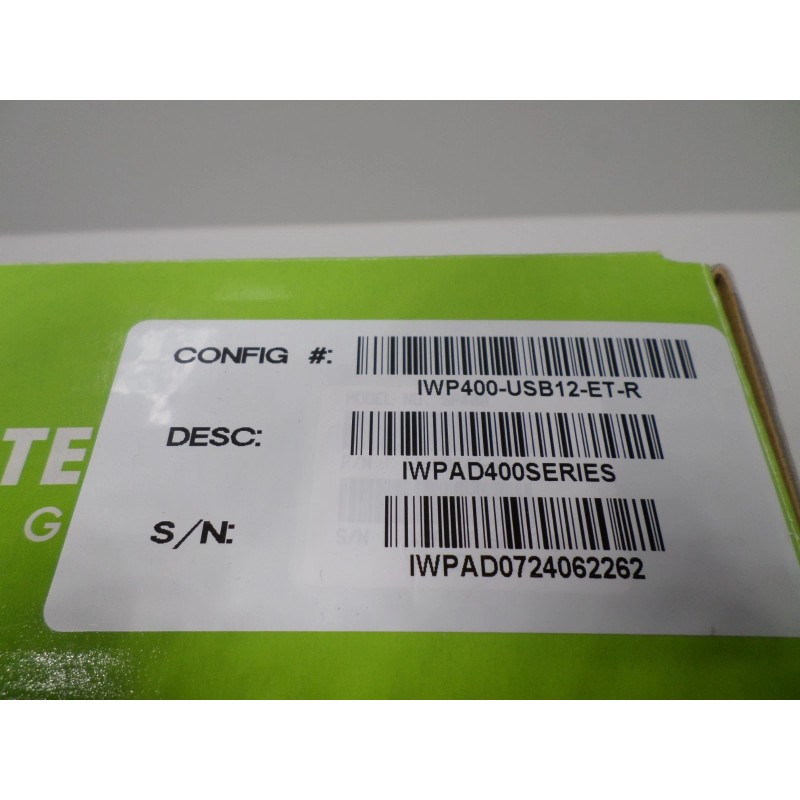 CONFIG #:
IWP400-USB12-ET-R
DESC:
IWPAD400SERIES
S/N:
IWPAD0724062262
TE
G